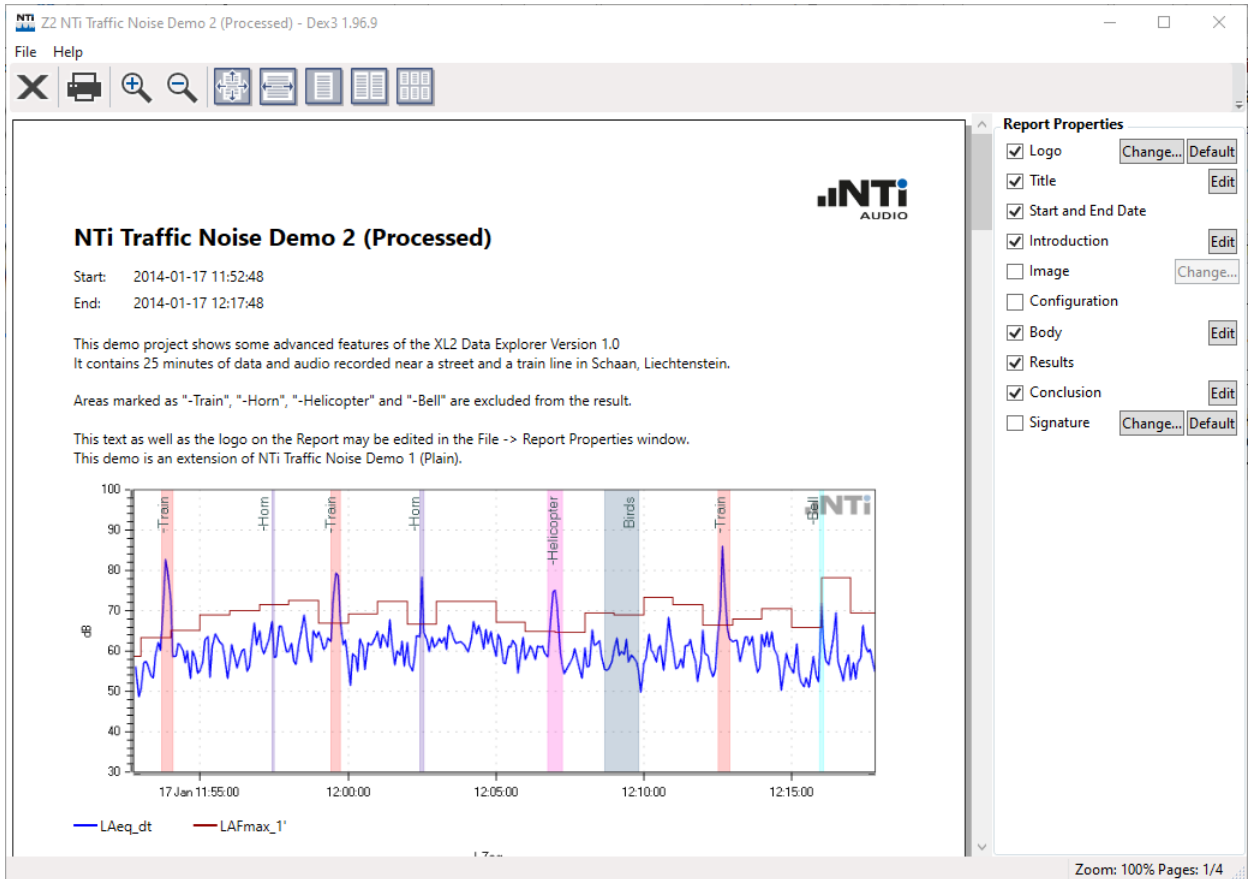 NTi Z2 NTi Traffic Noise Demo 2 (Processed) - Dex3 1.96.9
File Help
Report Properties
Logo Change... Default
Title Edit
Start and End Date
Introduction Edit
Image Change...
Configuration
Body Edit
Results
Conclusion Edit
Signature Change... Default
NTi
AUDIO
NTi Traffic Noise Demo 2 (Processed)
Start: 2014-01-17 11:52:48
End: 2014-01-17 12:17:48
This demo project shows some advanced features of the XL2 Data Explorer Version 1.0
It contains 25 minutes of data and audio recorded near a street and a train line in Schaan, Liechtenstein.
Areas marked as "-Train", "-Horn", "-Helicopter" and "-Bell" are excluded from the result.
This text as well as the logo on the Report may be edited in the File -> Report Properties window.
This demo is an extension of NTi Traffic Noise Demo 1 (Plain).
100
90
80
70
60
50
40
30
dB
-Train
-Horn
-Train
-Horn
-Helicopter
Birds
-Train
-Bell
NTi
17 Jan 11:55:00 12:00:00 12:05:00 12:10:00 12:15:00
LAeq_dt LAFmax_1'
Zoom: 100% Pages: 1/4